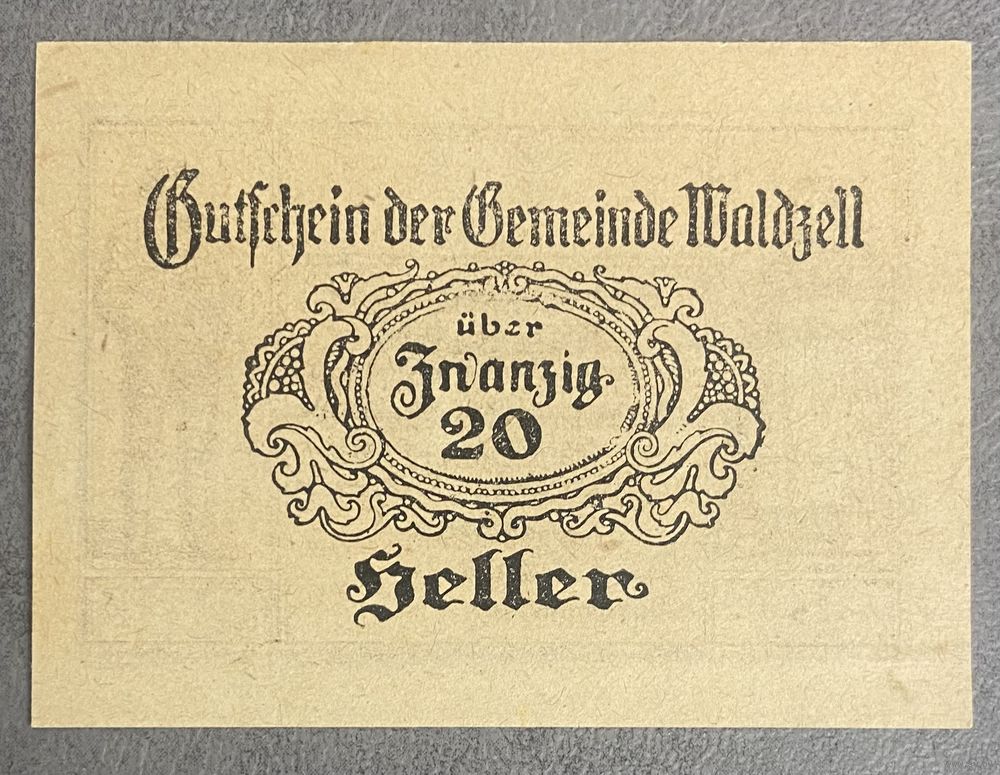 Gutschein der Gemeinde Waldzell
über
Zwanzig
20
Heller